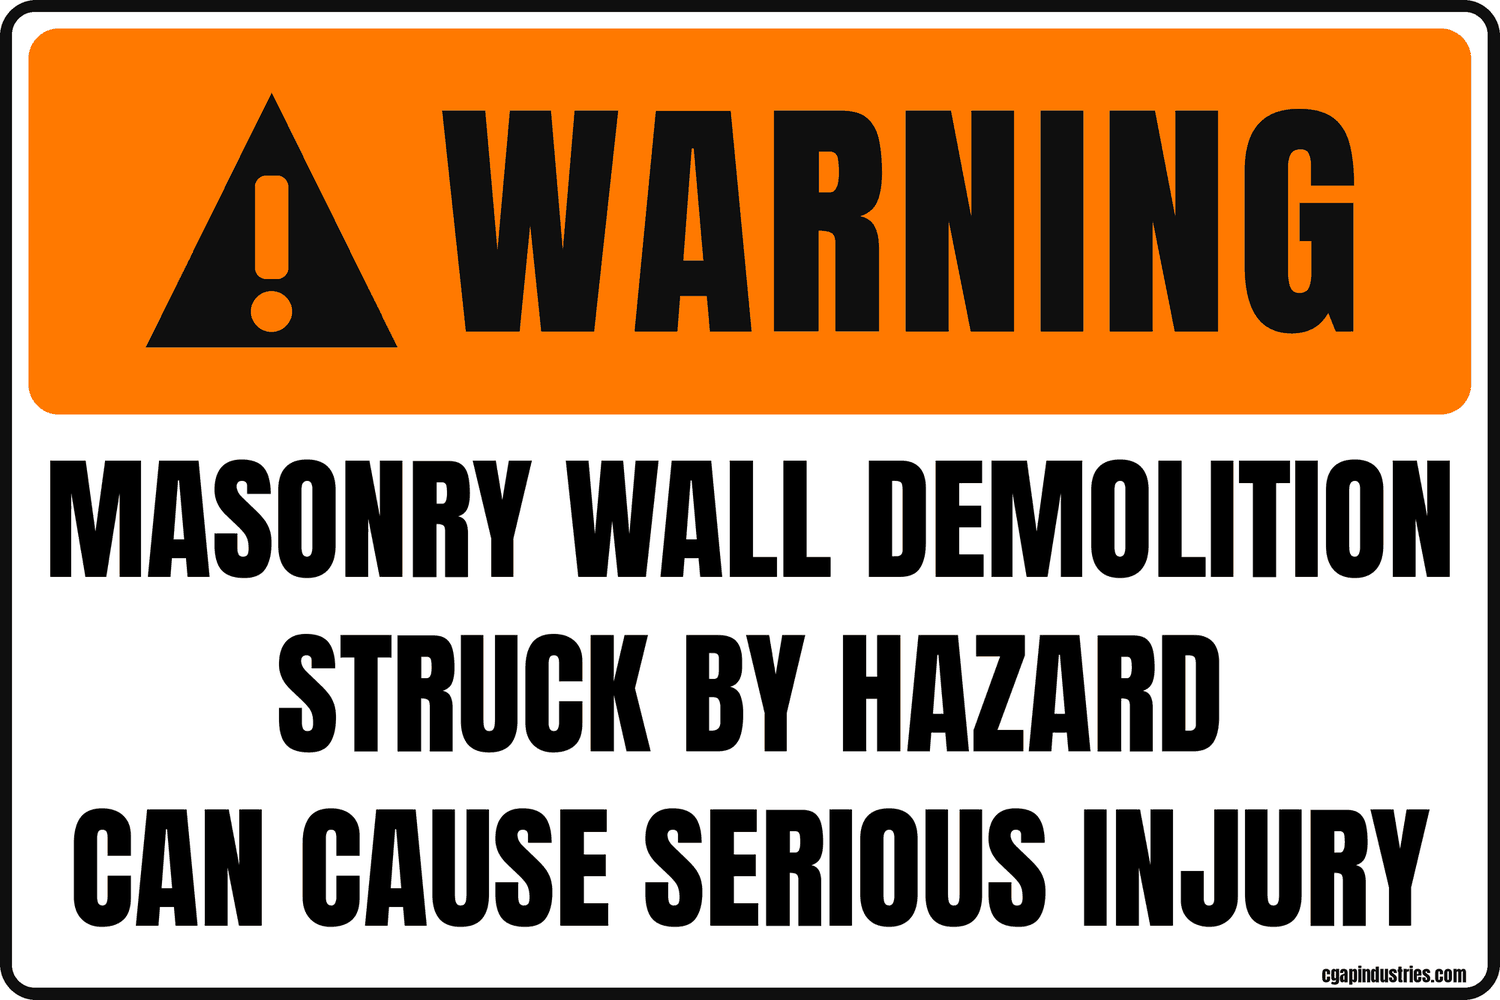 WARNING
MASONRY WALL DEMOLITION
STRUCK BY HAZARD
CAN CAUSE SERIOUS INJURY
cgapindustries.com